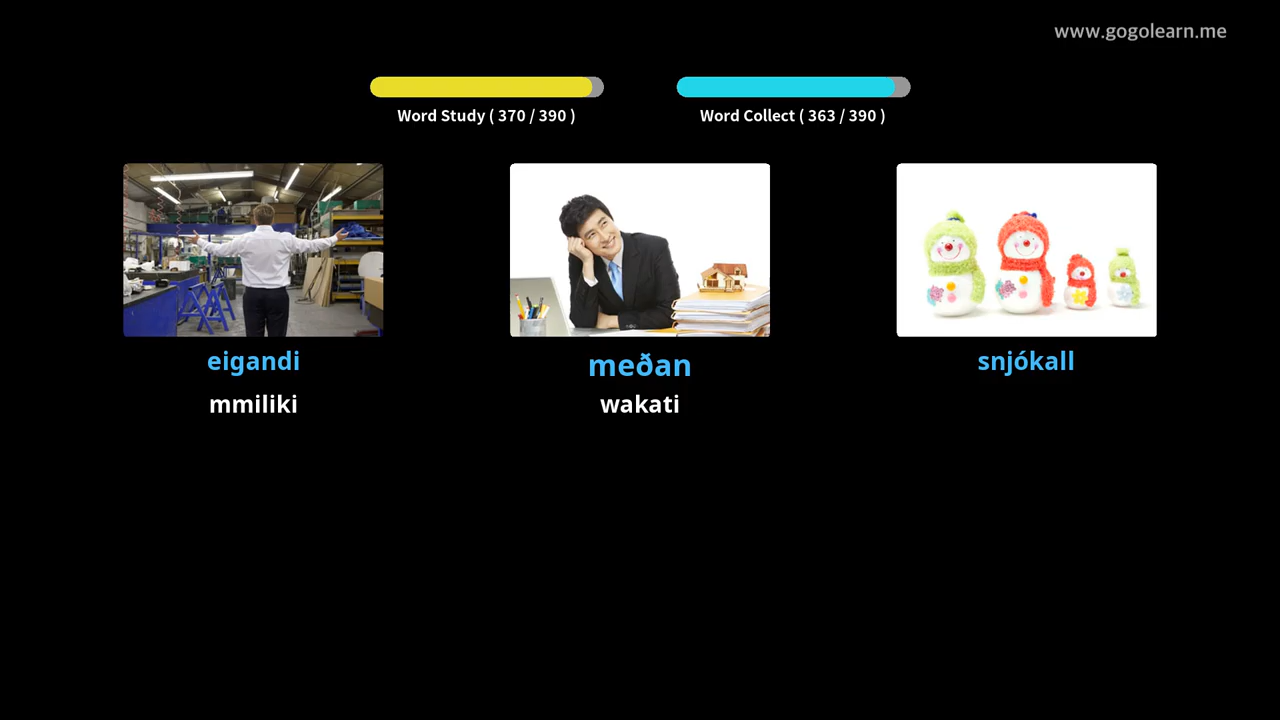 www.gogolearn.me
Word Study ( 370 / 390 )
Word Collect ( 363 / 390 )
eigandi
meðan
snjókall
mmiliki
wakati